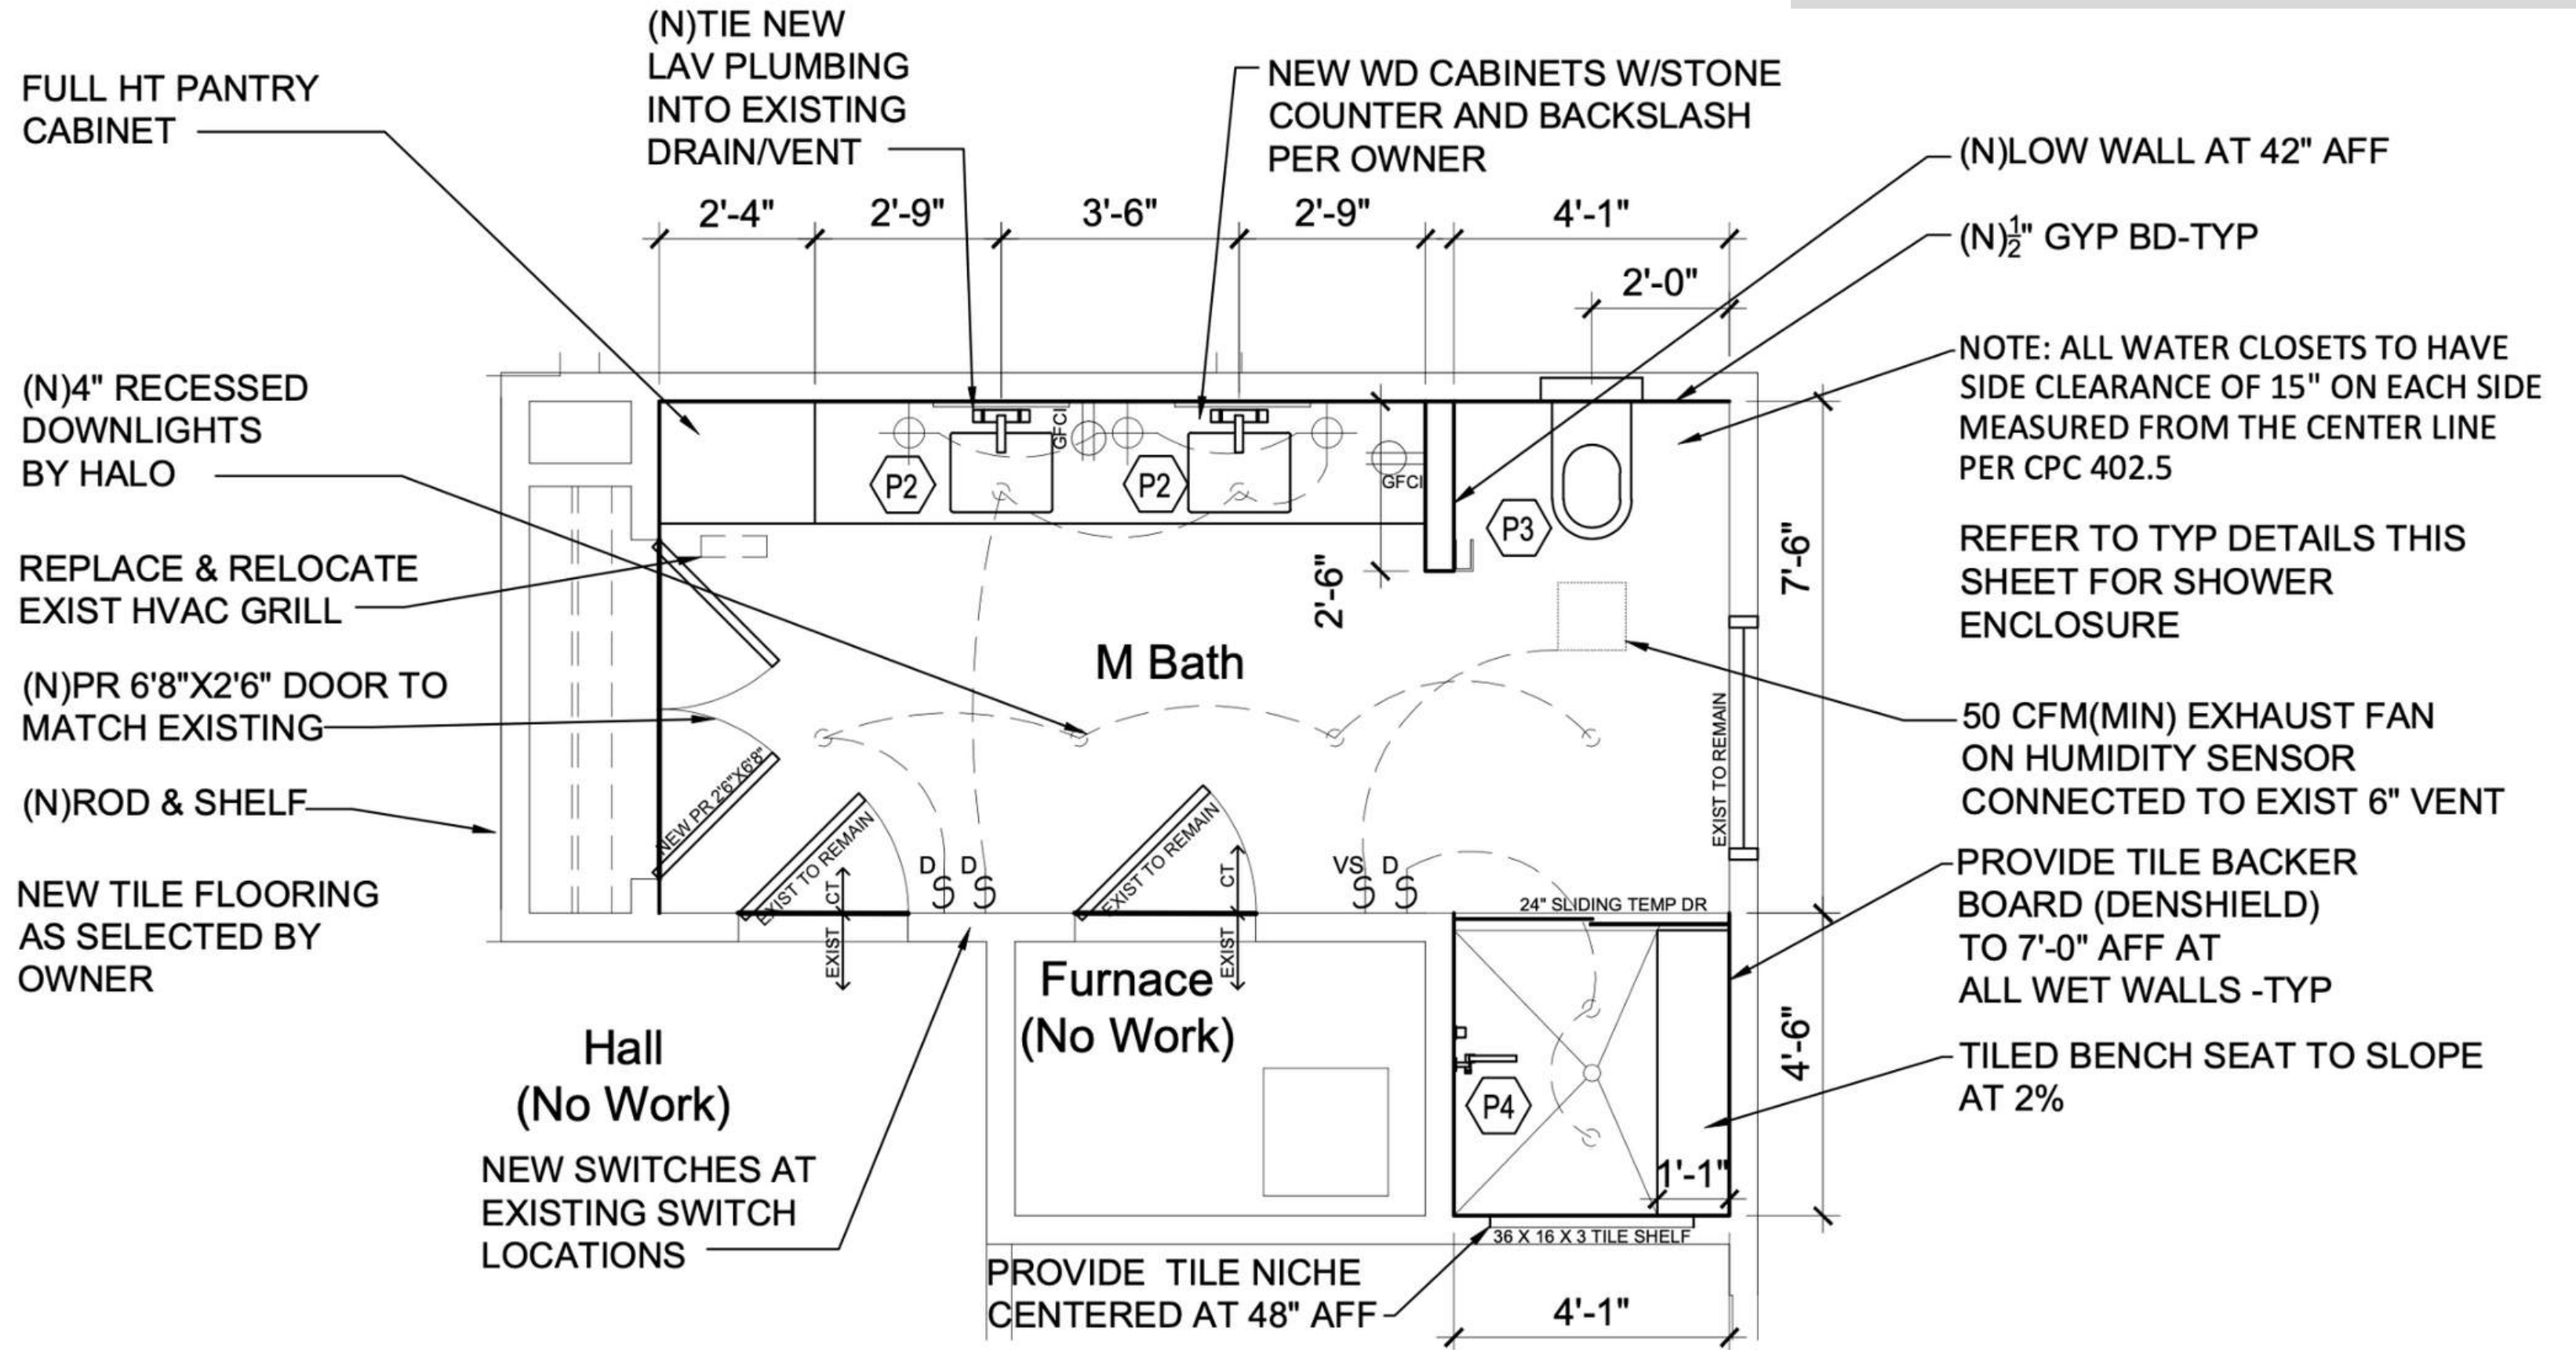 (N)TIE NEW
LAV PLUMBING
INTO EXISTING
DRAIN/VENT
FULL HT PANTRY
CABINET
NEW WD CABINETS W/STONE
COUNTER AND BACKSLASH
PER OWNER
(N)LOW WALL AT 42" AFF
(N)½" GYP BD-TYP
2'-4"
2'-9"
3'-6"
2'-9"
4'-1"
2'-0"
NOTE: ALL WATER CLOSETS TO HAVE
SIDE CLEARANCE OF 15" ON EACH SIDE
MEASURED FROM THE CENTER LINE
PER CPC 402.5
(N)4" RECESSED
DOWNLIGHTS
BY HALO
GFCI
P2
P2
GFCI
P3
REFER TO TYP DETAILS THIS
SHEET FOR SHOWER
ENCLOSURE
REPLACE & RELOCATE
EXIST HVAC GRILL
2'-6"
7'-6"
M Bath
(N)PR 6'8"X2'6" DOOR TO
MATCH EXISTING
50 CFM(MIN) EXHAUST FAN
ON HUMIDITY SENSOR
CONNECTED TO EXIST 6" VENT
EXIST TO REMAIN
(N)ROD & SHELF
NEW PR 2'6"X6'8"
EXIST TO REMAIN
EXIST TO REMAIN
CT
EXIST
CT
EXIST
D D
S S
VS D
S S
PROVIDE TILE BACKER
BOARD (DENSHIELD)
TO 7'-0" AFF AT
ALL WET WALLS -TYP
NEW TILE FLOORING
AS SELECTED BY
OWNER
24" SLIDING TEMP DR
Furnace
(No Work)
Hall
(No Work)
4'-6"
P4
TILED BENCH SEAT TO SLOPE
AT 2%
1'-1"
NEW SWITCHES AT
EXISTING SWITCH
LOCATIONS
36 X 16 X 3 TILE SHELF
PROVIDE TILE NICHE
CENTERED AT 48" AFF
4'-1"